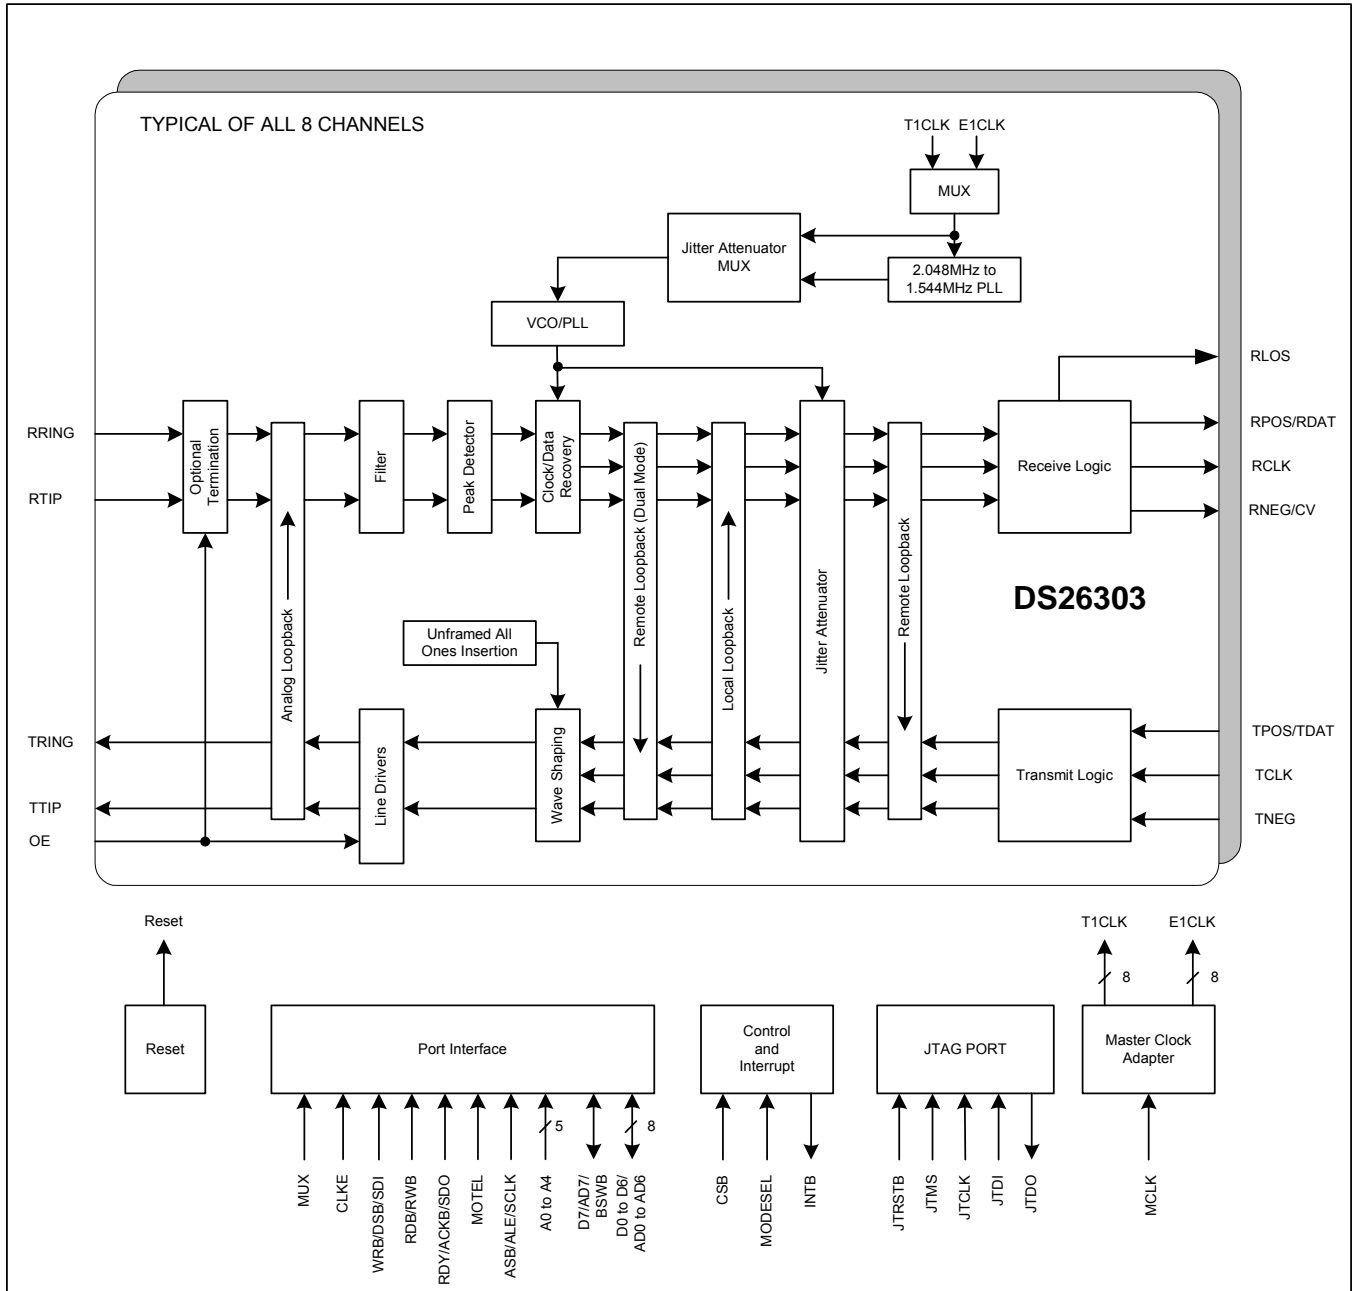 TYPICAL OF ALL 8 CHANNELS
T1CLK
E1CLK
MUX
Jitter Attenuator
MUX
2.048MHz to
1.544MHz PLL
VCO/PLL
RLOS
RRING
RTIP
Optional
Termination
Analog Loopback
Filter
Peak Detector
Clock/Data
Recovery
Remote Loopback (Dual Mode)
Local Loopback
Jitter Attenuator
Remote Loopback
Receive Logic
RPOS/RDAT
RCLK
RNEG/CV
DS26303
Unframed All
Ones Insertion
TRING
TTIP
OE
Line Drivers
Wave Shaping
Transmit Logic
TPOS/TDAT
TCLK
TNEG
Reset
T1CLK
E1CLK
8
8
Reset
Port Interface
Control
and
Interrupt
JTAG PORT
Master Clock
Adapter
5
8
MUX
CLKE
WRB/DSB/SDI
RDB/RWB
RDY/ACKB/SDO
MOTEL
ASB/ALE/SCLK
A0 to A4
D7/AD7/
BSWB
D0 to D6/
AD0 to AD6
CSB
MODESEL
INTB
JTRSTB
JTMS
JTCLK
JTDI
JTDO
MCLK